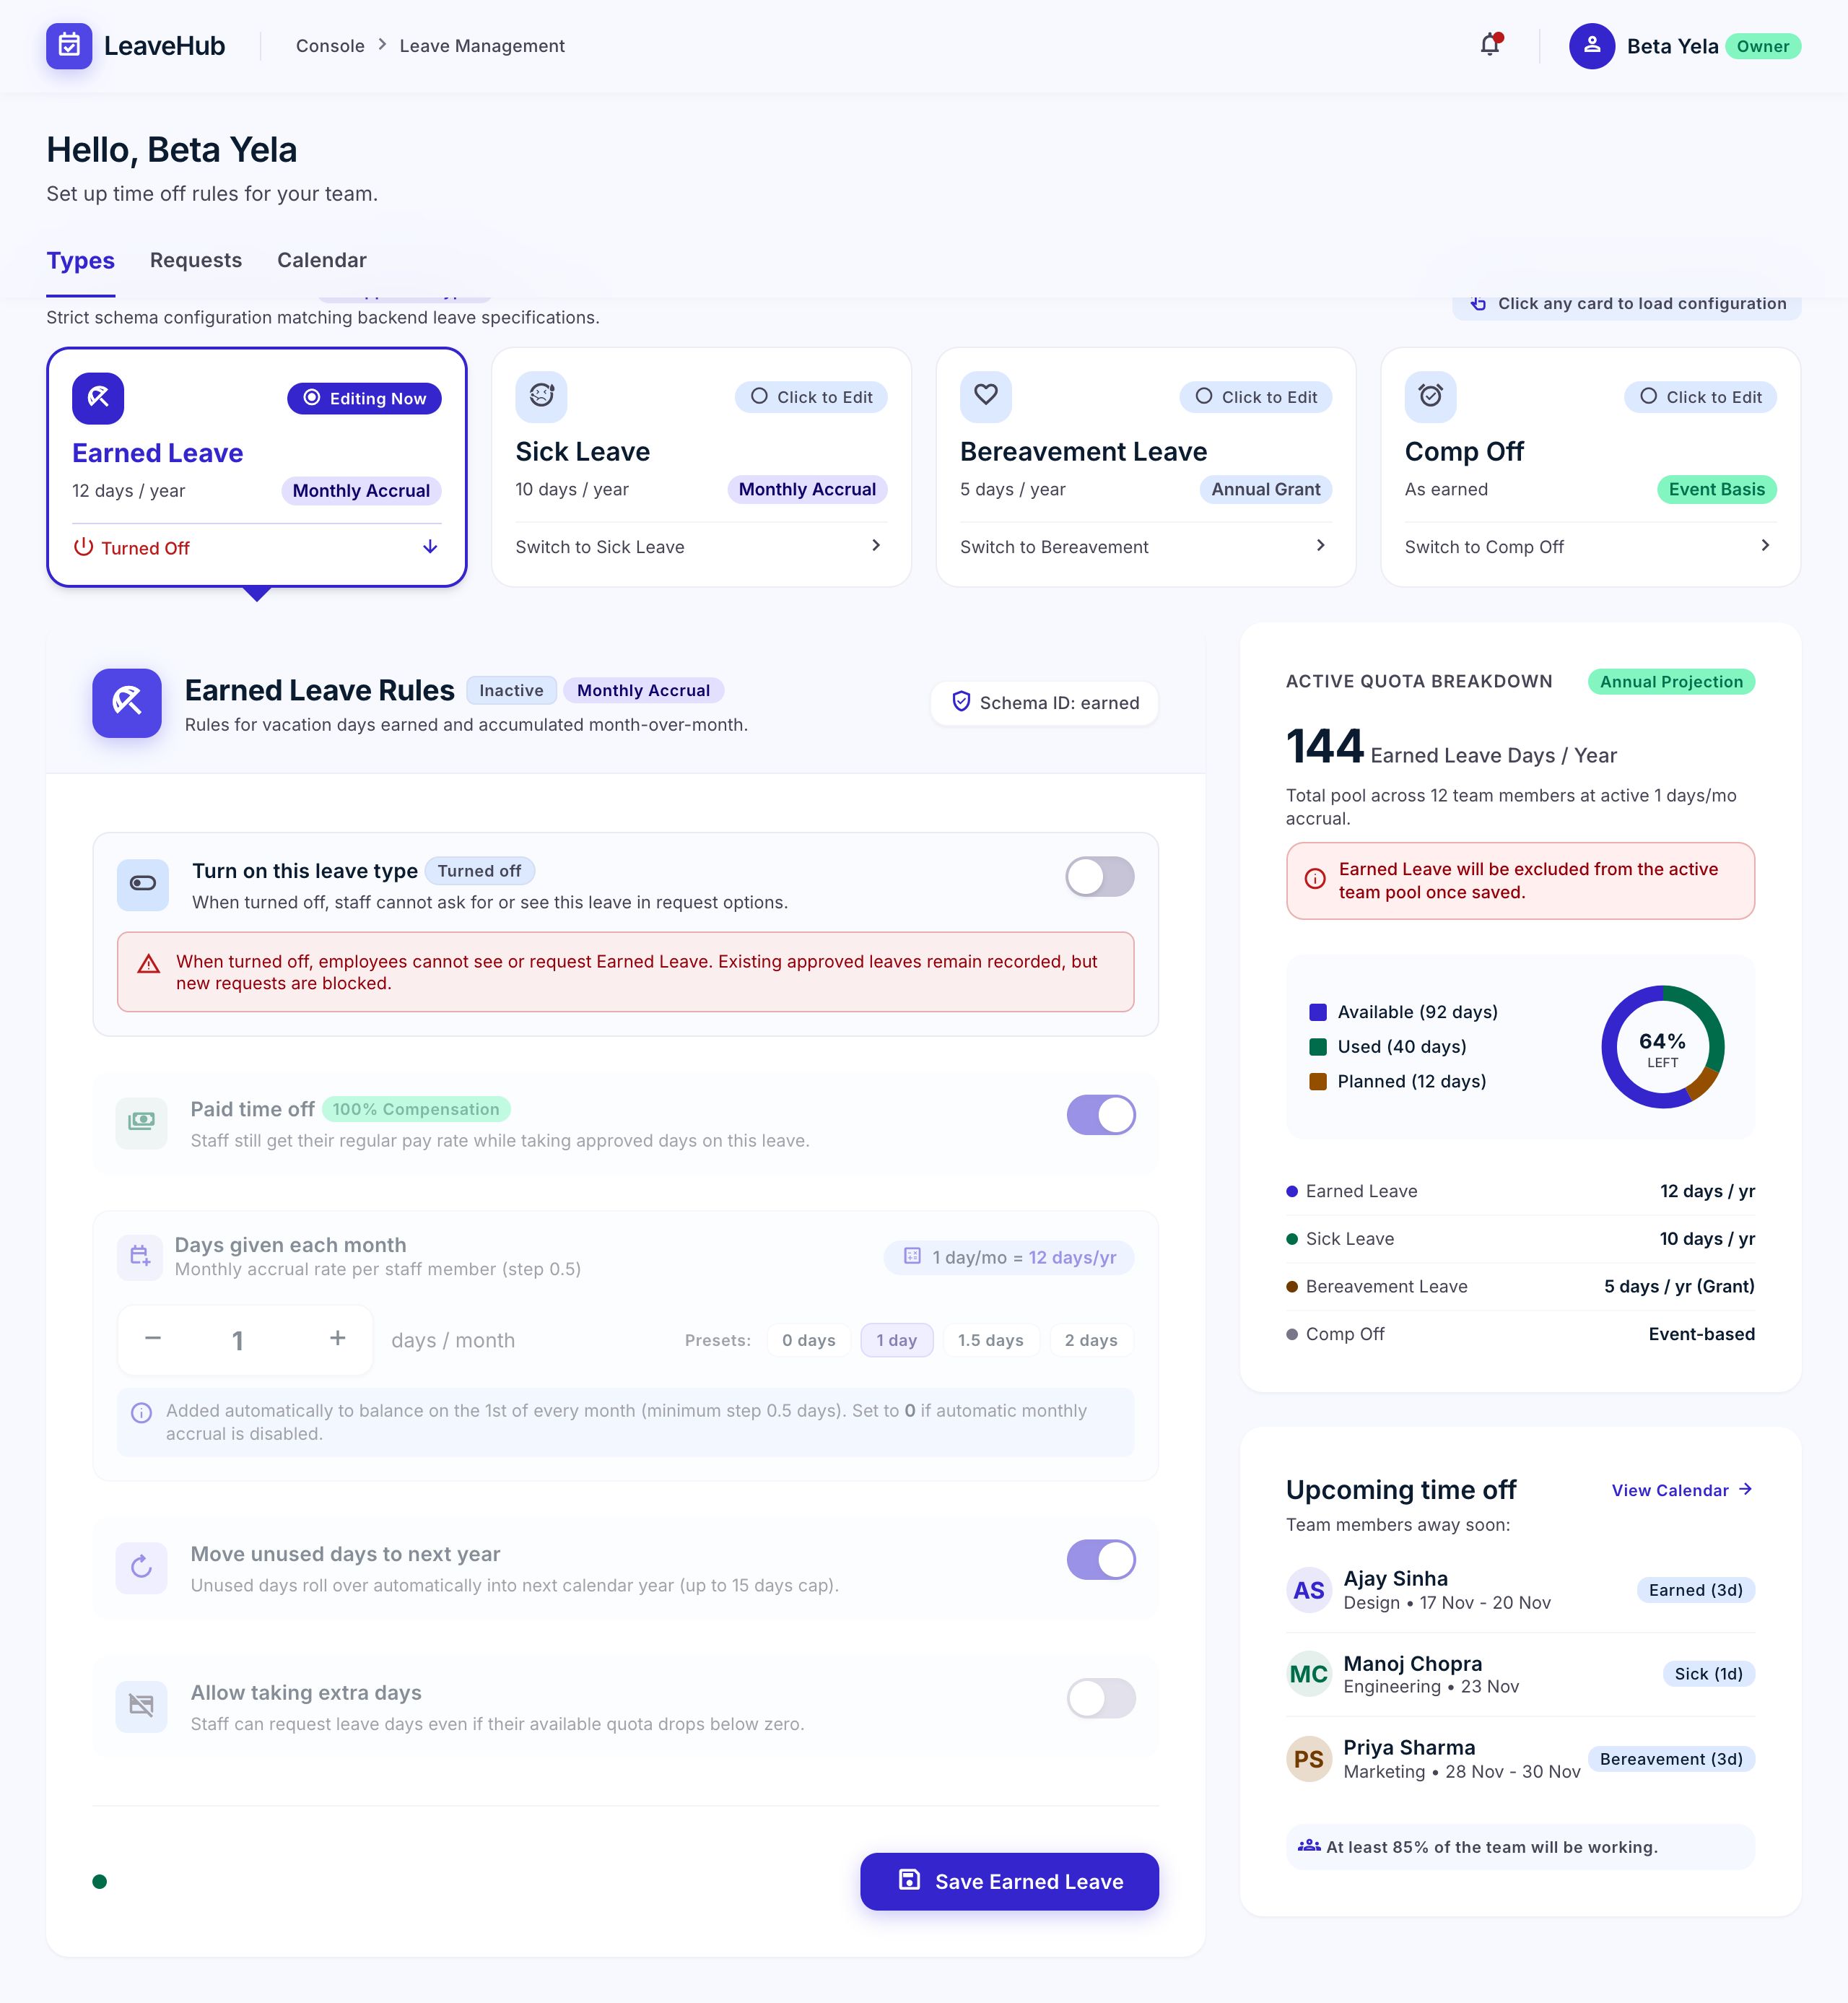 LeaveHub
Console > Leave Management
Beta Yela Owner
Hello, Beta Yela
Set up time off rules for your team.
Types Requests Calendar
Strict schema configuration matching backend leave specifications.
Click any card to load configuration
Editing Now
Earned Leave
12 days / year Monthly Accrual
Turned Off
Click to Edit
Sick Leave
10 days / year Monthly Accrual
Switch to Sick Leave
Click to Edit
Bereavement Leave
5 days / year Annual Grant
Switch to Bereavement
Click to Edit
Comp Off
As earned Event Basis
Switch to Comp Off
Earned Leave Rules Inactive Monthly Accrual
Rules for vacation days earned and accumulated month-over-month.
Schema ID: earned
Turn on this leave type Turned off
When turned off, staff cannot ask for or see this leave in request options.
When turned off, employees cannot see or request Earned Leave. Existing approved leaves remain recorded, but
new requests are blocked.
Paid time off 100% Compensation
Staff still get their regular pay rate while taking approved days on this leave.
Days given each month
Monthly accrual rate per staff member (step 0.5)
1 day/mo = 12 days/yr
− 1 + days / month
Presets: 0 days 1 day 1.5 days 2 days
Added automatically to balance on the 1st of every month (minimum step 0.5 days). Set to 0 if automatic monthly
accrual is disabled.
Move unused days to next year
Unused days roll over automatically into next calendar year (up to 15 days cap).
Allow taking extra days
Staff can request leave days even if their available quota drops below zero.
Save Earned Leave
ACTIVE QUOTA BREAKDOWN Annual Projection
144 Earned Leave Days / Year
Total pool across 12 team members at active 1 days/mo
accrual.
Earned Leave will be excluded from the active
team pool once saved.
Available (92 days)
Used (40 days)
Planned (12 days)
64%
LEFT
Earned Leave 12 days / yr
Sick Leave 10 days / yr
Bereavement Leave 5 days / yr (Grant)
Comp Off Event-based
Upcoming time off View Calendar
Team members away soon:
AS Ajay Sinha
Design • 17 Nov - 20 Nov
Earned (3d)
MC Manoj Chopra
Engineering • 23 Nov
Sick (1d)
PS Priya Sharma
Marketing • 28 Nov - 30 Nov
Bereavement (3d)
At least 85% of the team will be working.